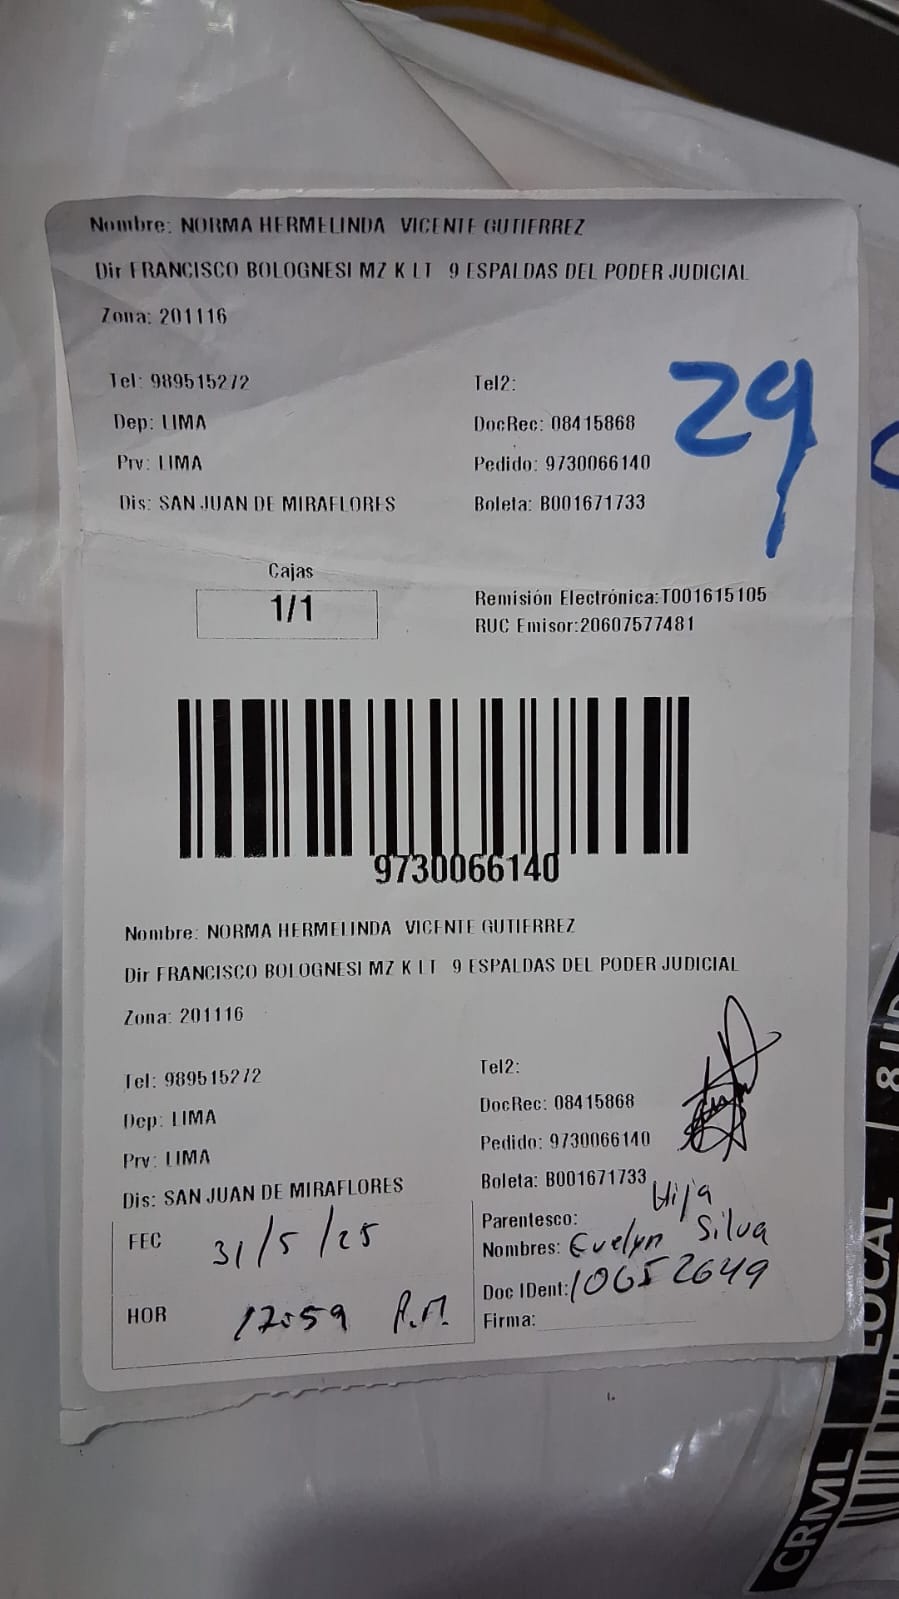 Nombre: NORMA HERMELINDA VICENTE GUTIERREZ
Dir FRANCISCO BOLOGNESI MZ K LT 9 ESPALDAS DEL PODER JUDICIAL
Zona: 201116
Tel: 989515272
Tel2:
29
Dep: LIMA
DocRec: 08415868
Prv: LIMA
Pedido: 9730066140
Dis: SAN JUAN DE MIRAFLORES
Boleta: B001671733
Cajas
1/1
Remisión Electrónica:T001615105
RUC Emisor:20607577481
9730066140
Nombre: NORMA HERMELINDA VICENTE GUTIERREZ
Dir FRANCISCO BOLOGNESI MZ K LT 9 ESPALDAS DEL PODER JUDICIAL
Zona: 201116
Tel: 989515272
Tel2:
Dep: LIMA
DocRec: 08415868
Prv: LIMA
Pedido: 9730066140
Dis: SAN JUAN DE MIRAFLORES
Boleta: B001671733
FEC 31/5/25
Parentesco: Hija
Nombres: Evelyn Silva
Doc IDent: 10652649
HOR 12:59 P.M.
Firma:
CRML LOCAL